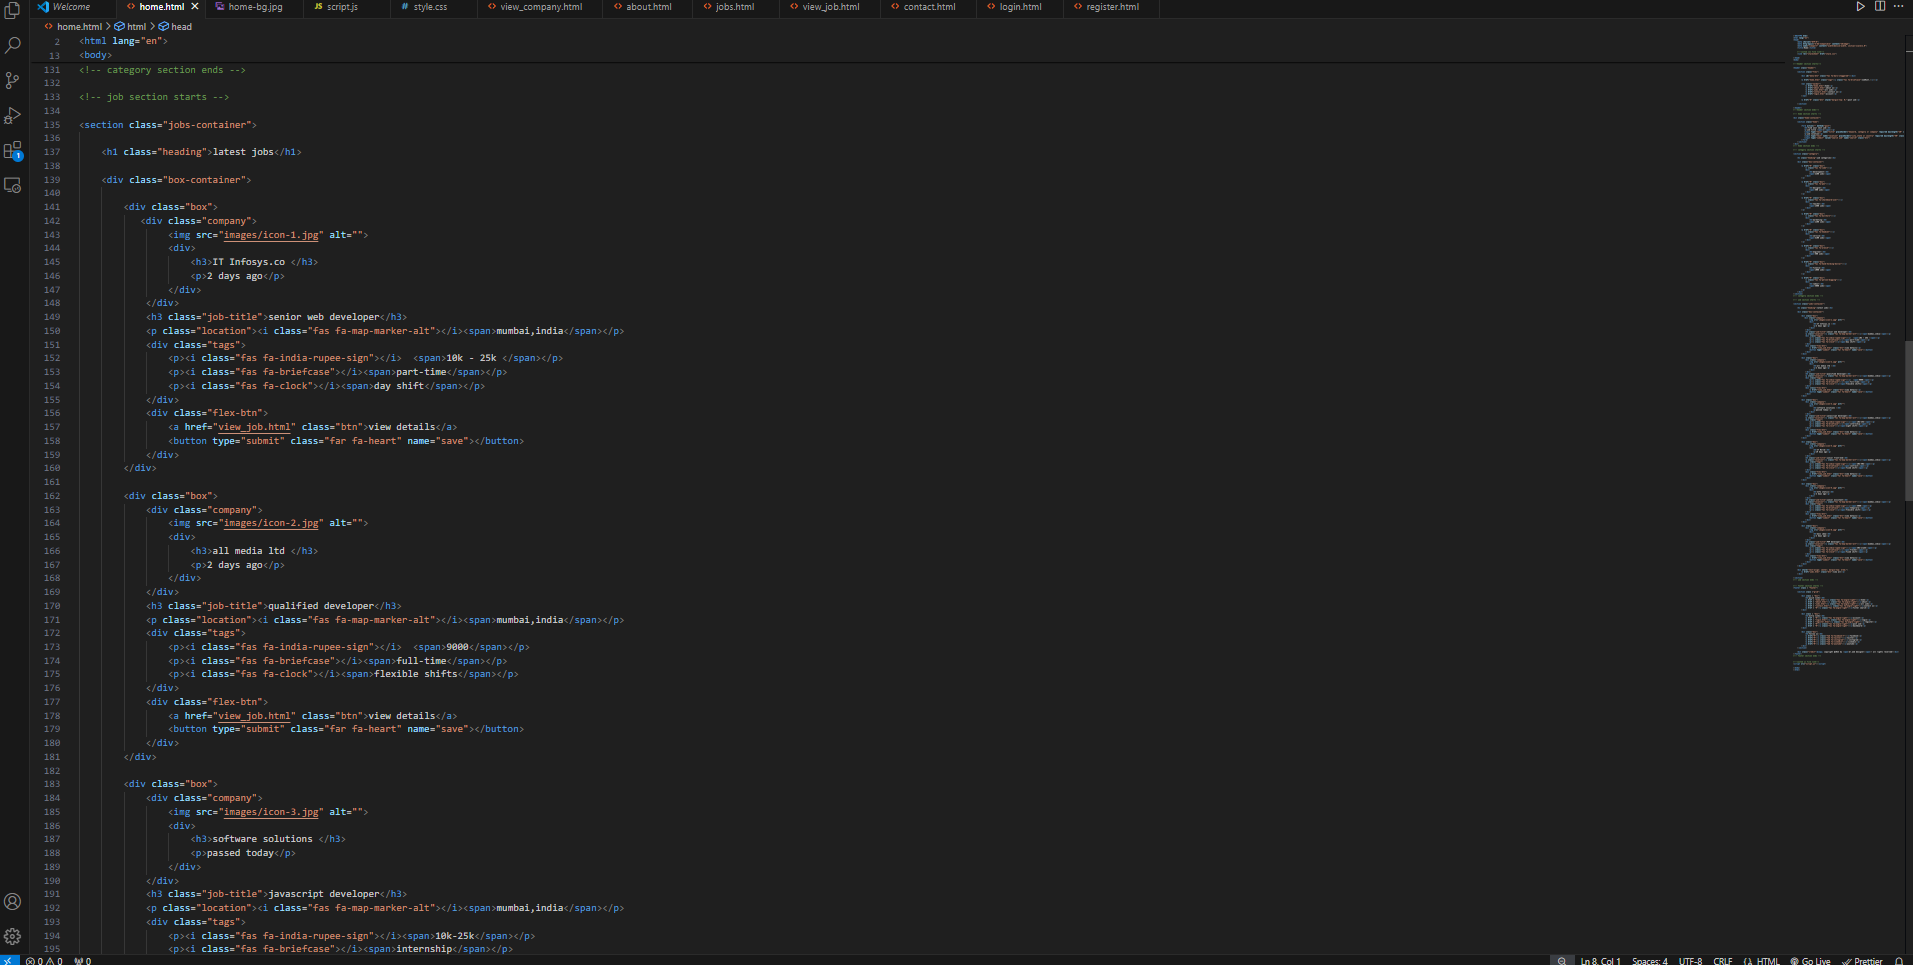 Welcome
home.html
home-bg.jpg
JS script.js
# style.css
<> view_company.html
<> about.html
<> jobs.html
<> view_job.html
<> contact.html
<> login.html
<> register.html
<> home.html > html > head
2 <html lang="en">
13 <body>
131 <!-- category section ends -->
132
133 <!-- job section starts -->
134
135 <section class="jobs-container">
136
137 <h1 class="heading">latest jobs</h1>
138
139 <div class="box-container">
140
141 <div class="box">
142 <div class="company">
143 <img src="images/icon-1.jpg" alt="">
144 <div>
145 <h3>IT Infosys.co </h3>
146 <p>2 days ago</p>
147 </div>
148 </div>
149 <h3 class="job-title">senior web developer</h3>
150 <p class="location"><i class="fas fa-map-marker-alt"></i><span>mumbai,india</span></p>
151 <div class="tags">
152 <p><i class="fas fa-india-rupee-sign"></i>  <span>10k - 25k </span></p>
153 <p><i class="fas fa-briefcase"></i><span>part-time</span></p>
154 <p><i class="fas fa-clock"></i><span>day shift</span></p>
155 </div>
156 <div class="flex-btn">
157 <a href="view_job.html" class="btn">view details</a>
158 <button type="submit" class="far fa-heart" name="save"></button>
159 </div>
160 </div>
161
162 <div class="box">
163 <div class="company">
164 <img src="images/icon-2.jpg" alt="">
165 <div>
166 <h3>all media ltd </h3>
167 <p>2 days ago</p>
168 </div>
169 </div>
170 <h3 class="job-title">qualified developer</h3>
171 <p class="location"><i class="fas fa-map-marker-alt"></i><span>mumbai,india</span></p>
172 <div class="tags">
173 <p><i class="fas fa-india-rupee-sign"></i>  <span>9000</span></p>
174 <p><i class="fas fa-briefcase"></i><span>full-time</span></p>
175 <p><i class="fas fa-clock"></i><span>flexible shifts</span></p>
176 </div>
177 <div class="flex-btn">
178 <a href="view_job.html" class="btn">view details</a>
179 <button type="submit" class="far fa-heart" name="save"></button>
180 </div>
181 </div>
182
183 <div class="box">
184 <div class="company">
185 <img src="images/icon-3.jpg" alt="">
186 <div>
187 <h3>software solutions </h3>
188 <p>passed today</p>
189 </div>
190 </div>
191 <h3 class="job-title">javascript developer</h3>
192 <p class="location"><i class="fas fa-map-marker-alt"></i><span>mumbai,india</span></p>
193 <div class="tags">
194 <p><i class="fas fa-india-rupee-sign"></i><span>10k-25k</span></p>
195 <p><i class="fas fa-briefcase"></i><span>internship</span></p>
0 0 0
Ln 8, Col 1 Spaces: 4 UTF-8 CRLF HTML Go Live Prettier